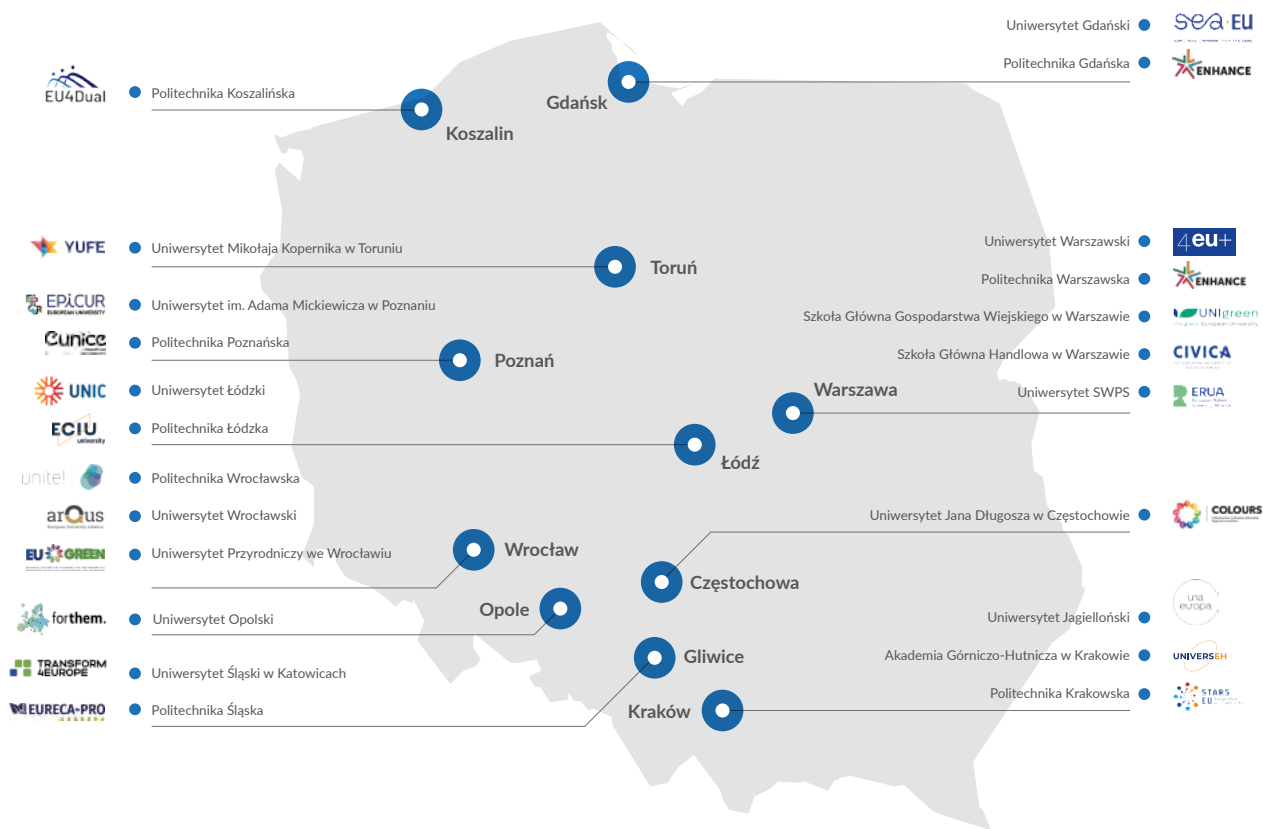 EU4Dual
Politechnika Koszalińska
Koszalin
Uniwersytet Gdański
sea·EU
Politechnika Gdańska
ENHANCE
Gdańsk
YUFE
Uniwersytet Mikołaja Kopernika w Toruniu
Toruń
EPICUR
EUROPEAN UNIVERSITY
Uniwersytet im. Adama Mickiewicza w Poznaniu
Eunice
Politechnika Poznańska
Poznań
UNIC
Uniwersytet Łódzki
ECIU
university
Politechnika Łódzka
Łódź
unite!
Politechnika Wrocławska
arQus
European University Alliance
Uniwersytet Wrocławski
EU GREEN
Uniwersytet Przyrodniczy we Wrocławiu
Wrocław
forthem.
Uniwersytet Opolski
Opole
TRANSFORM
4EUROPE
Uniwersytet Śląski w Katowicach
EURECA-PRO
Politechnika Śląska
Gliwice
Uniwersytet Warszawski
4eu+
Politechnika Warszawska
ENHANCE
Szkoła Główna Gospodarstwa Wiejskiego w Warszawie
UNIgreen
The green European University
Szkoła Główna Handlowa w Warszawie
CIVICA
Uniwersytet SWPS
ERUA
Warszawa
Uniwersytet Jana Długosza w Częstochowie
COLOURS
Częstochowa
Uniwersytet Jagielloński
una
europa
Akademia Górniczo-Hutnicza w Krakowie
UNIVERSEH
Politechnika Krakowska
STARS
EU
Kraków